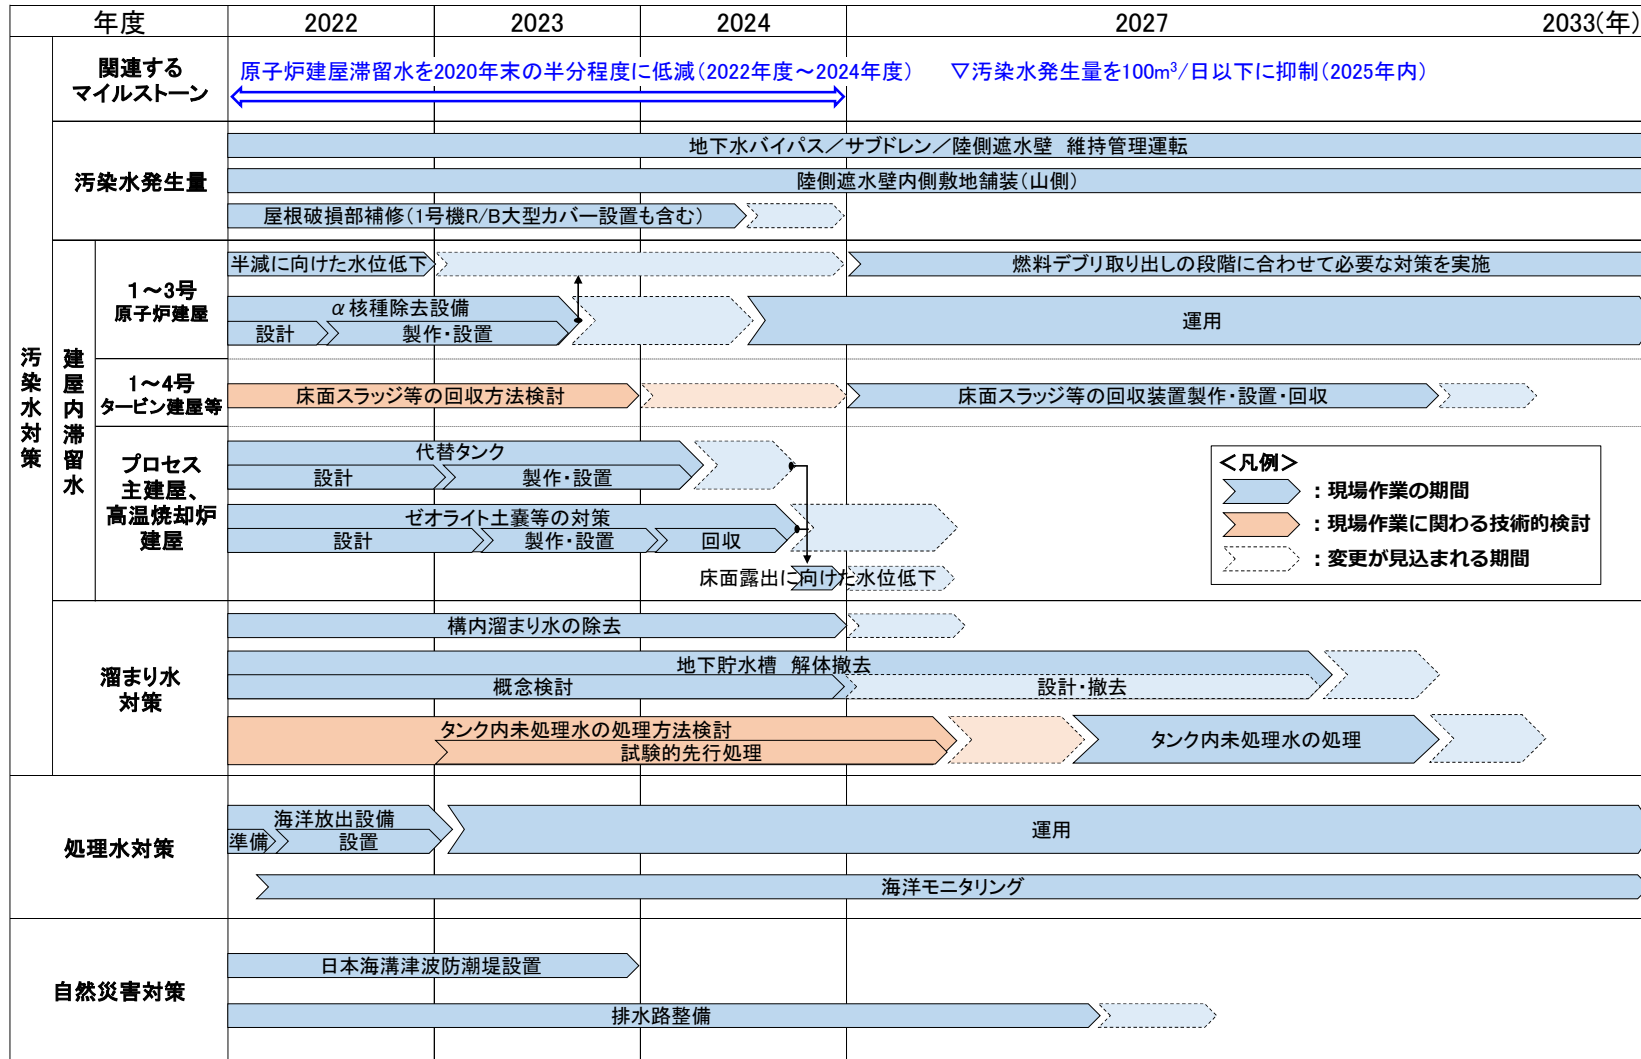 年度
2022
2023
2024
2027
2033(年)
関連する
マイルストーン
原子炉建屋滞留水を2020年末の半分程度に低減(2022年度～2024年度)
▽汚染水発生量を100m³/日以下に抑制(2025年内)
汚染水対策
汚染水発生量
地下水バイパス／サブドレン／陸側遮水壁 維持管理運転
陸側遮水壁内側敷地舗装(山側)
屋根破損部補修(1号機R/B大型カバー設置も含む)
建屋内滞留水
1～3号
原子炉建屋
半減に向けた水位低下
燃料デブリ取り出しの段階に合わせて必要な対策を実施
α核種除去設備
設計
製作・設置
運用
1～4号
タービン建屋等
床面スラッジ等の回収方法検討
床面スラッジ等の回収装置製作・設置・回収
プロセス
主建屋、
高温焼却炉
建屋
代替タンク
設計
製作・設置
ゼオライト土嚢等の対策
設計
製作・設置
回収
床面露出に向けた水位低下
＜凡例＞
：現場作業の期間
：現場作業に関わる技術的検討
：変更が見込まれる期間
溜まり水
対策
構内溜まり水の除去
地下貯水槽 解体撤去
概念検討
設計・撤去
タンク内未処理水の処理方法検討
試験的先行処理
タンク内未処理水の処理
処理水対策
海洋放出設備
準備
設置
運用
海洋モニタリング
自然災害対策
日本海溝津波防潮堤設置
排水路整備